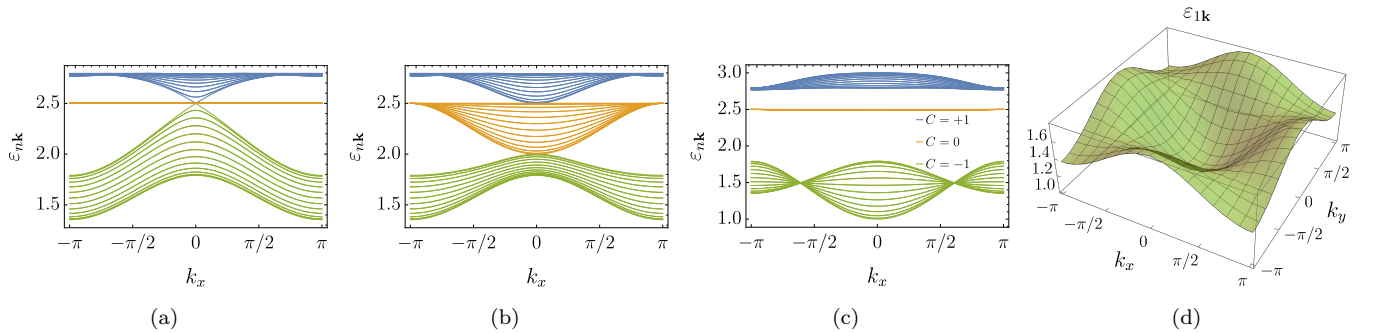 2.5
2.0
1.5
ε_{n𝐤}
−π
−π/2
0
π/2
π
k_x
(a)
2.5
2.0
1.5
ε_{n𝐤}
−π
−π/2
0
π/2
π
k_x
(b)
3.0
2.5
2.0
1.5
1.0
ε_{n𝐤}
−C = +1
−C = 0
−C = −1
−π
−π/2
0
π/2
π
k_x
(c)
ε_{1𝐤}
1.6
1.4
1.2
1.0
−π
−π/2
0
π/2
π
k_x
π
π/2
0
−π/2
−π
k_y
(d)